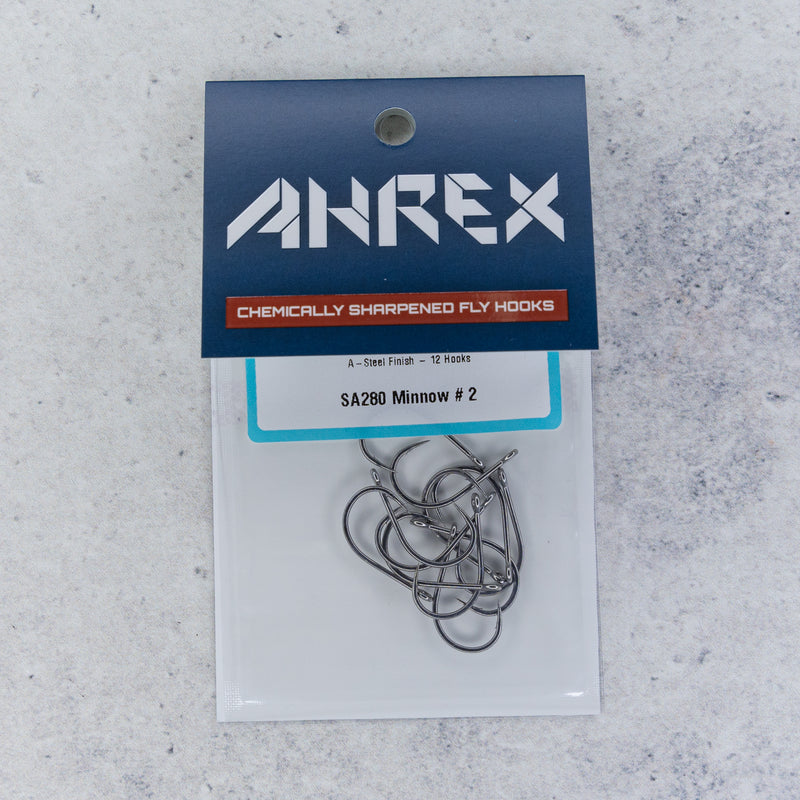 AHREX
CHEMICALLY SHARPENED FLY HOOKS
A-Steel Finish - 12 Hooks
SA280 Minnow # 2